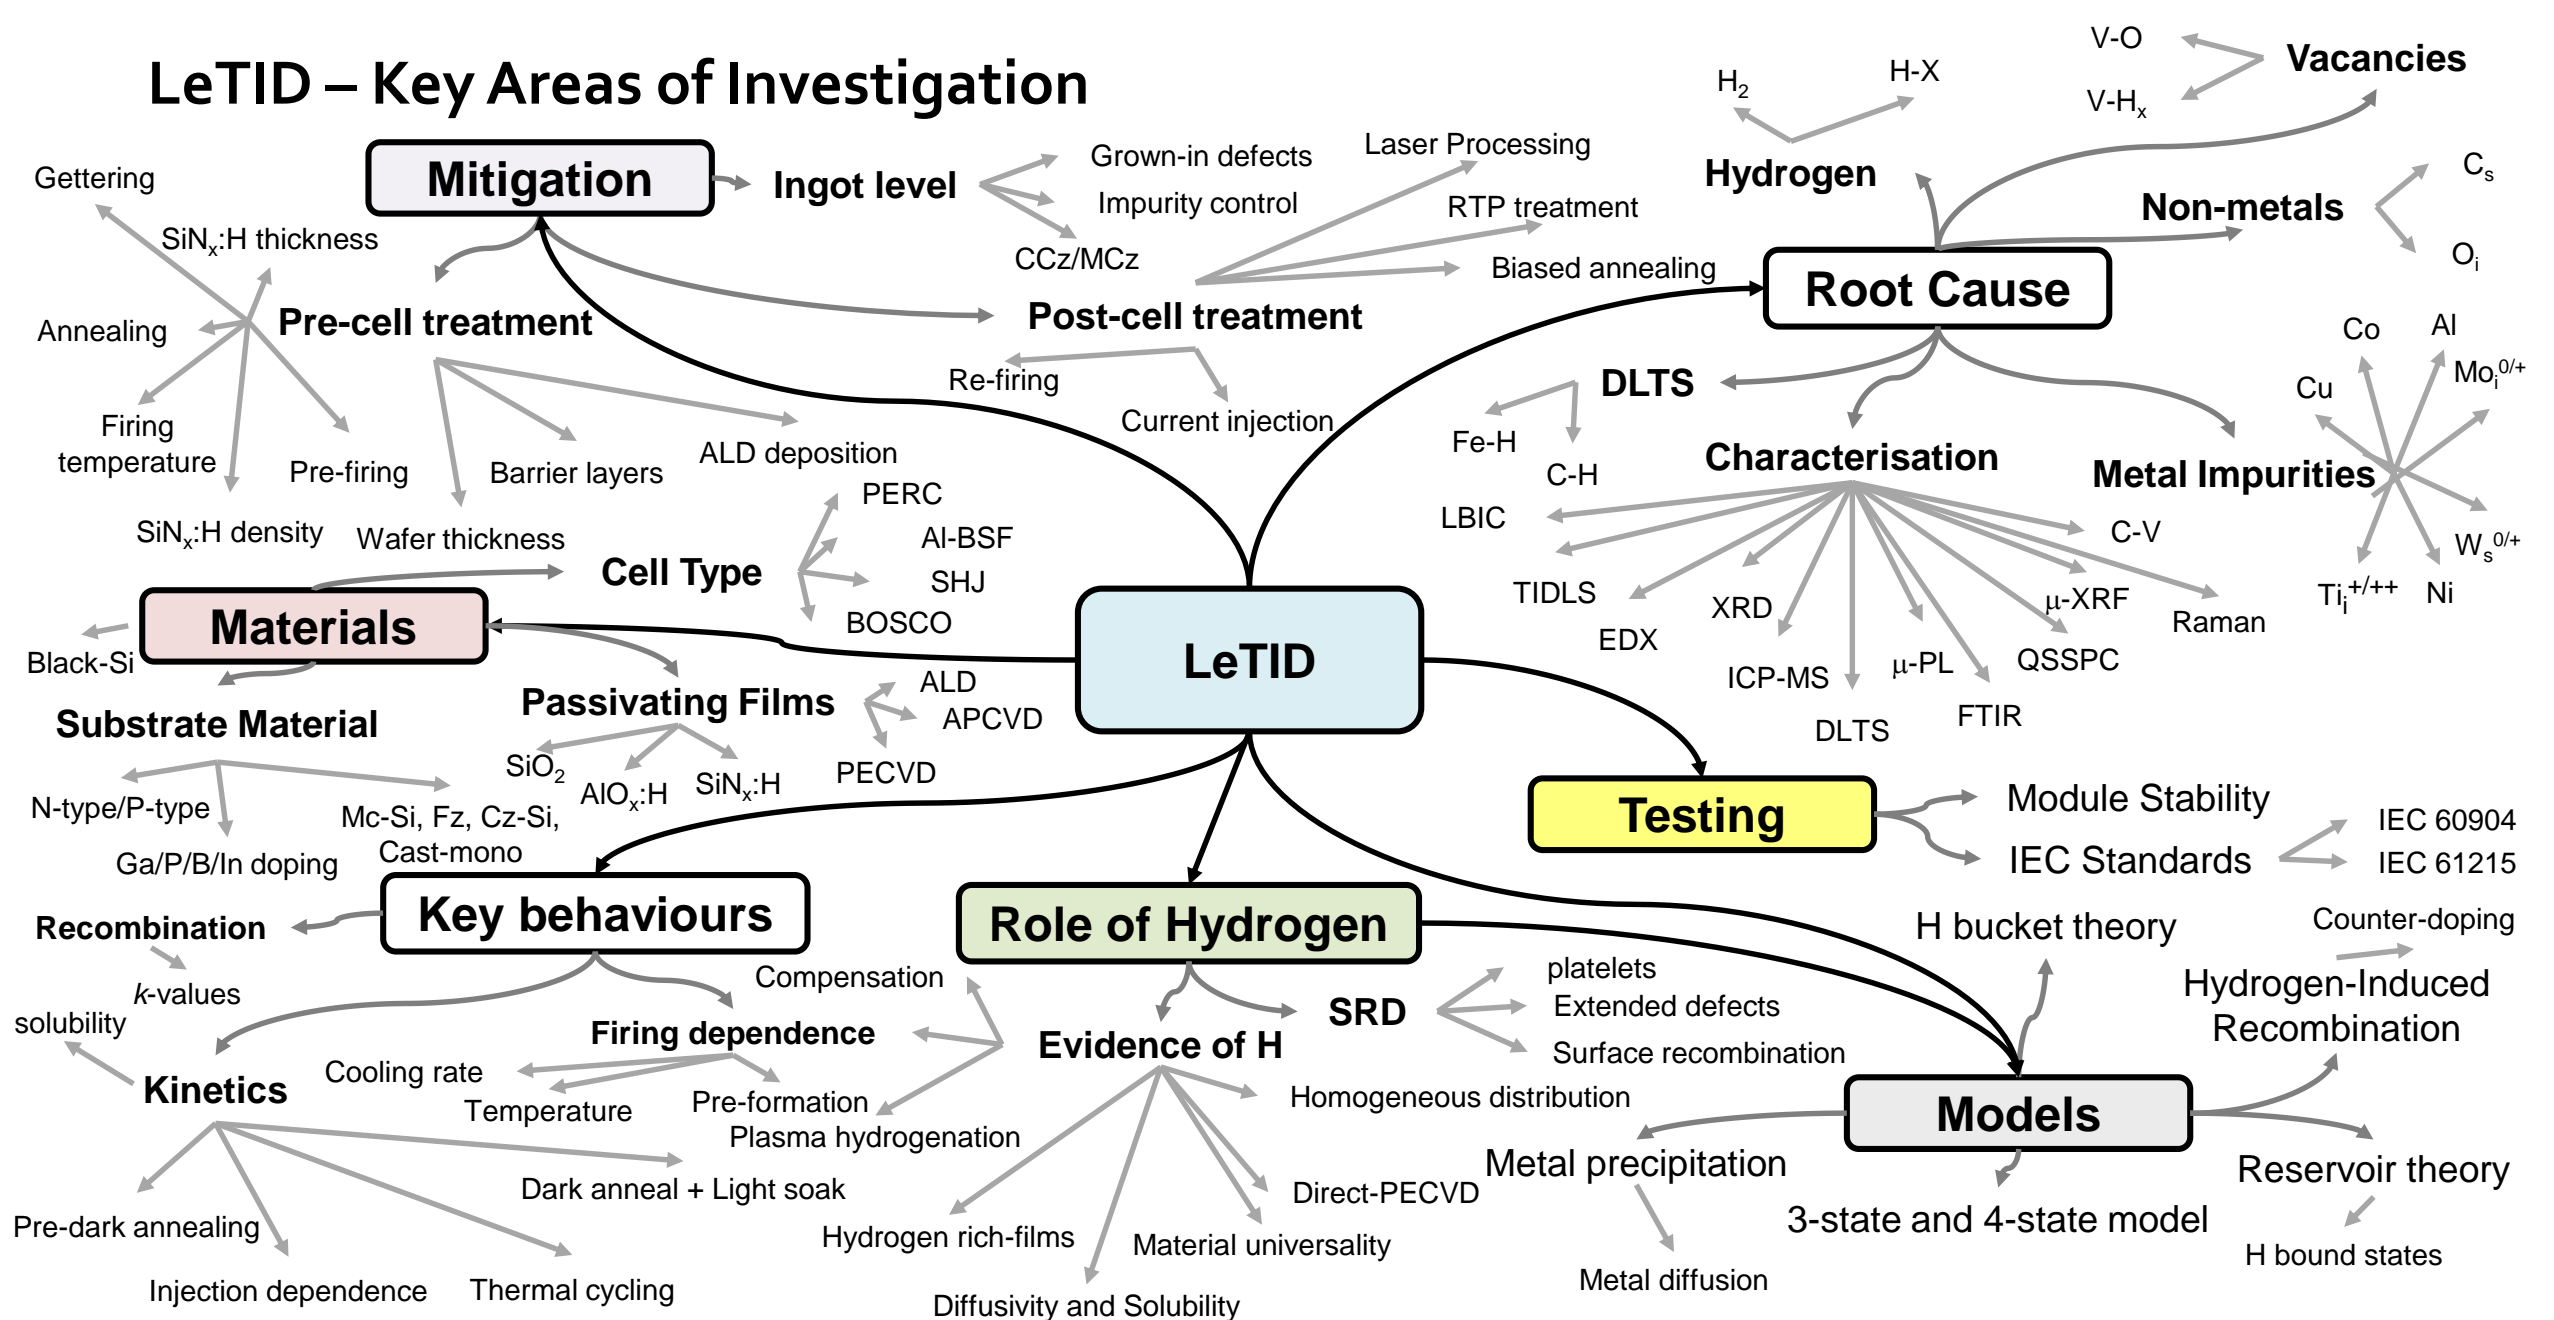 LeTID – Key Areas of Investigation
Mitigation
Ingot level
Grown-in defects
Impurity control
CCz/MCz
Gettering
SiNx:H thickness
Annealing
Pre-cell treatment
Firing
temperature
Pre-firing
SiNx:H density
Wafer thickness
Barrier layers
ALD deposition
Laser Processing
RTP treatment
Biased annealing
Post-cell treatment
Re-firing
Current injection
Root Cause
Hydrogen
H2
H-X
Vacancies
V-O
V-Hx
Non-metals
Cs
Oi
DLTS
Fe-H
C-H
Characterisation
LBIC
TIDLS
EDX
XRD
ICP-MS
DLTS
μ-PL
FTIR
QSSPC
μ-XRF
Raman
C-V
Metal Impurities
Cu
Co
Al
Moi0/+
Ws0/+
Ni
Tii+/++
Materials
Black-Si
Cell Type
PERC
Al-BSF
SHJ
BOSCO
Passivating Films
ALD
APCVD
PECVD
SiO2
AlOx:H
SiNx:H
Substrate Material
N-type/P-type
Ga/P/B/In doping
Mc-Si, Fz, Cz-Si,
Cast-mono
LeTID
Testing
Module Stability
IEC Standards
IEC 60904
IEC 61215
Key behaviours
Recombination
k-values
Kinetics
solubility
Pre-dark annealing
Injection dependence
Thermal cycling
Dark anneal + Light soak
Firing dependence
Cooling rate
Temperature
Pre-formation
Role of Hydrogen
SRD
platelets
Extended defects
Surface recombination
Evidence of H
Compensation
Plasma hydrogenation
Homogeneous distribution
Direct-PECVD
Material universality
Hydrogen rich-films
Diffusivity and Solubility
Models
H bucket theory
Counter-doping
Hydrogen-Induced
Recombination
Reservoir theory
H bound states
3-state and 4-state model
Metal precipitation
Metal diffusion